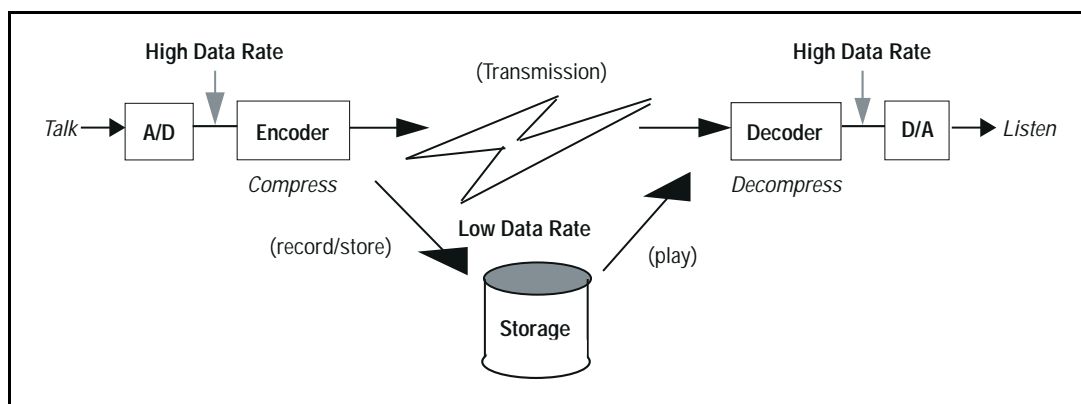 High Data Rate
High Data Rate
(Transmission)
Talk
A/D
Encoder
Decoder
D/A
Listen
Compress
Decompress
Low Data Rate
(record/store)
(play)
Storage